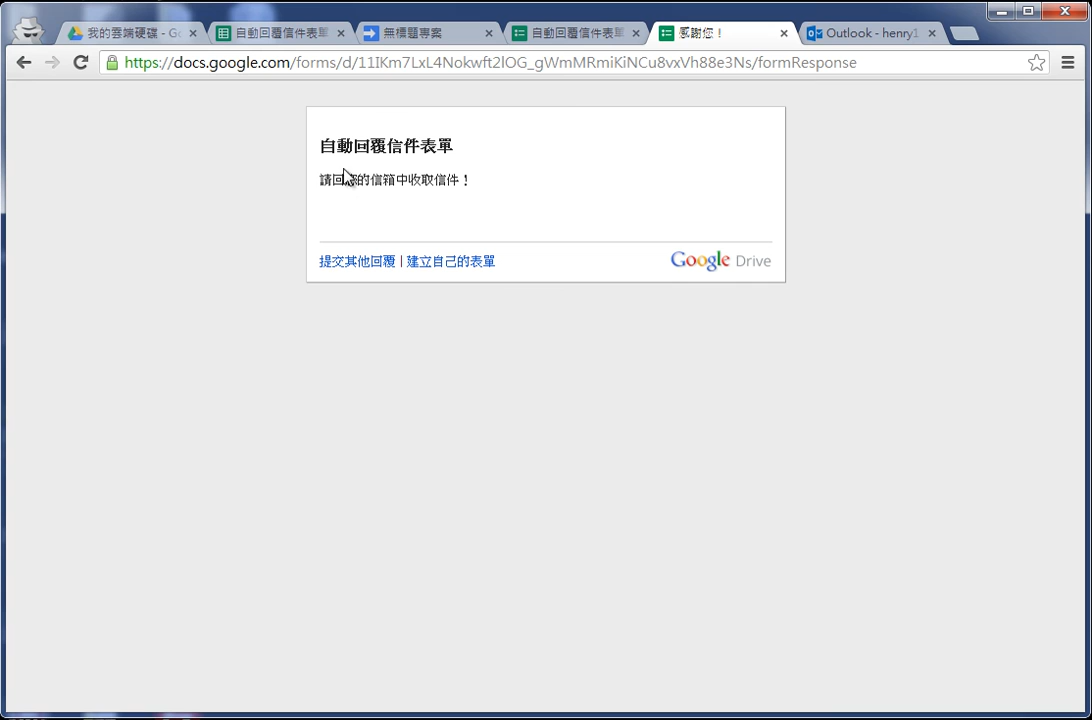 我的雲端硬碟 - Go
自動回覆信件表單
無標題專案
自動回覆信件表單
感謝您！
Outlook - henry1
https://docs.google.com/forms/d/11IKm7LxL4Nokwft2lOG_gWmMRmiKiNCu8vxVh88e3Ns/formResponse
自動回覆信件表單
請回的信箱中收取信件！
提交其他回覆 | 建立自己的表單
Google Drive